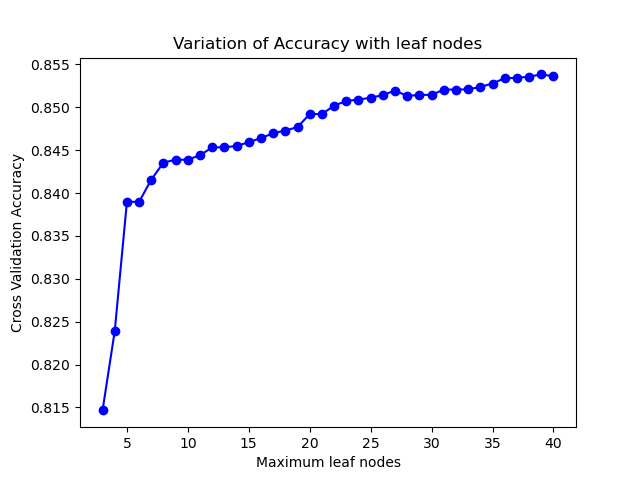 Variation of Accuracy with leaf nodes
0.855
0.850
0.845
0.840
0.835
0.830
0.825
0.820
0.815
Cross Validation Accuracy
5 10 15 20 25 30 35 40
Maximum leaf nodes